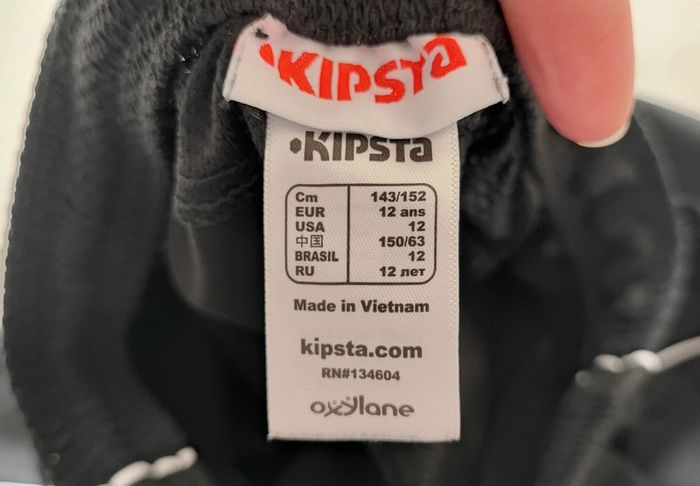 KIPSTA
KIPSTA
Cm 143/152
EUR 12 ans
USA 12
中国 150/63
BRASIL 12
RU 12 лет
Made in Vietnam
kipsta.com
RN#134604
oxylane